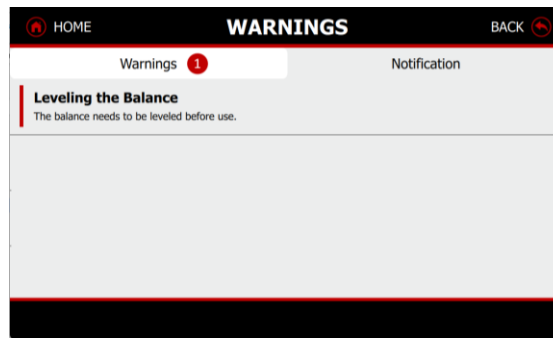 HOME
WARNINGS
BACK
Warnings 1
Notification
Leveling the Balance
The balance needs to be leveled before use.